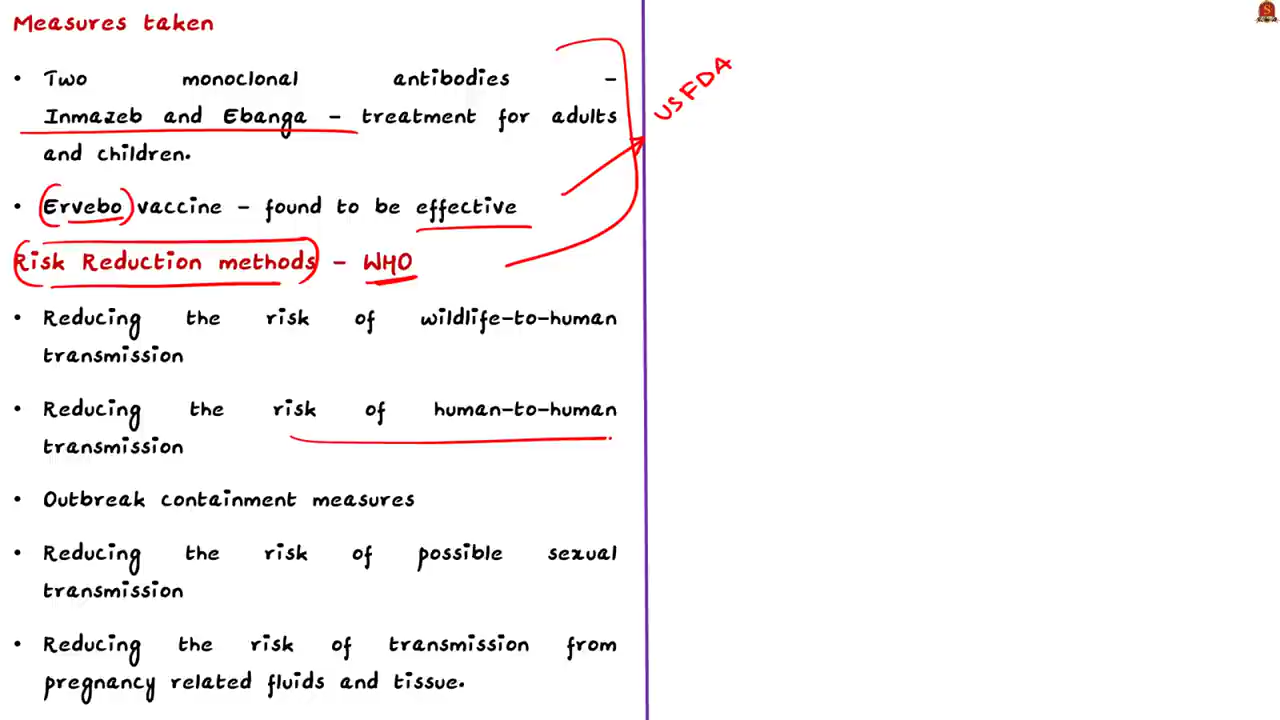 Measures taken
• Two monoclonal antibodies –
Inmazeb and Ebanga – treatment for adults
and children.
• Ervebo vaccine – found to be effective
Risk Reduction methods – WHO
• Reducing the risk of wildlife-to-human
transmission
• Reducing the risk of human-to-human
transmission
• Outbreak containment measures
• Reducing the risk of possible sexual
transmission
• Reducing the risk of transmission from
pregnancy related fluids and tissue.
USFDA
S